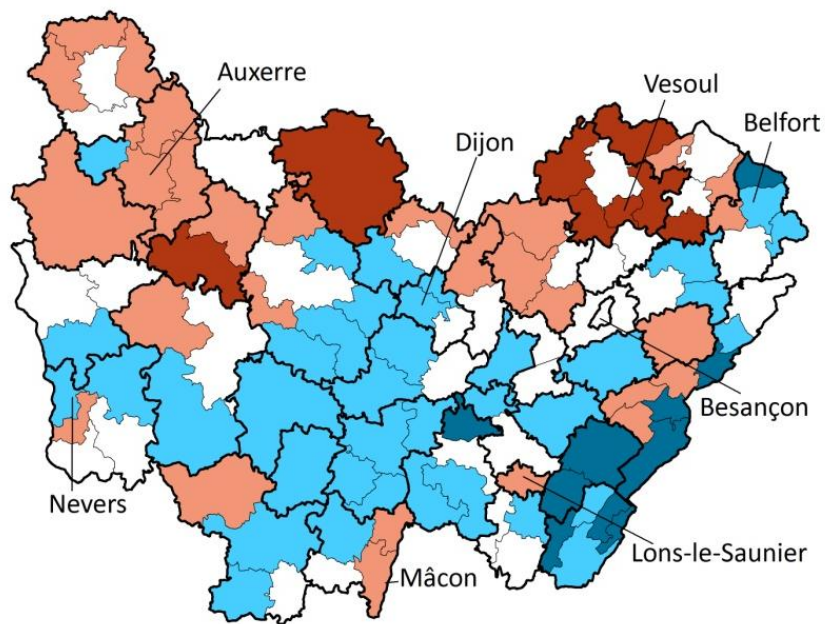 Auxerre
Vesoul
Belfort
Dijon
Besançon
Nevers
Lons-le-Saunier
Mâcon